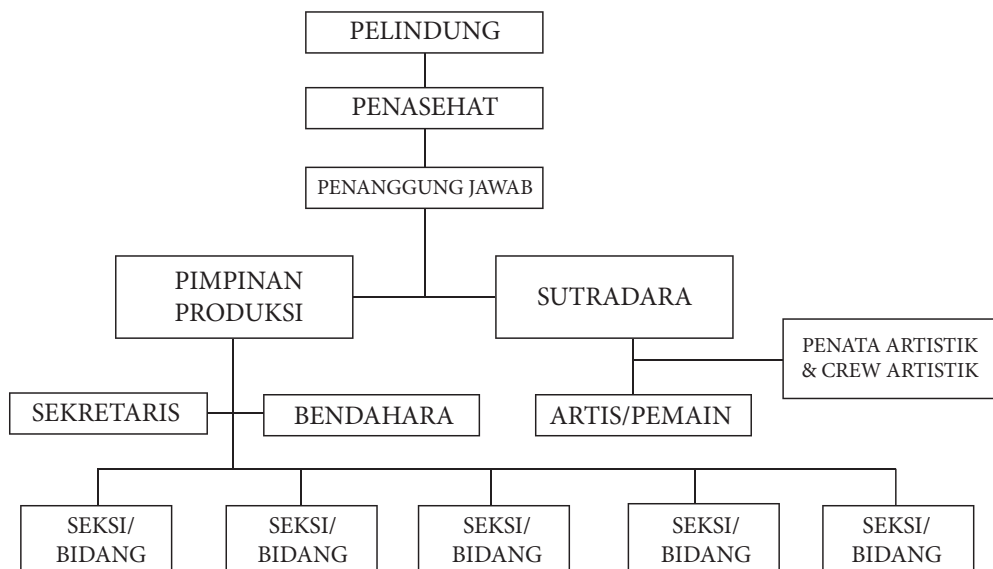 PELINDUNG
PENASEHAT
PENANGGUNG JAWAB
PIMPINAN
PRODUKSI
SUTRADARA
PENATA ARTISTIK
& CREW ARTISTIK
SEKRETARIS
BENDAHARA
ARTIS/PEMAIN
SEKSI/
BIDANG
SEKSI/
BIDANG
SEKSI/
BIDANG
SEKSI/
BIDANG
SEKSI/
BIDANG